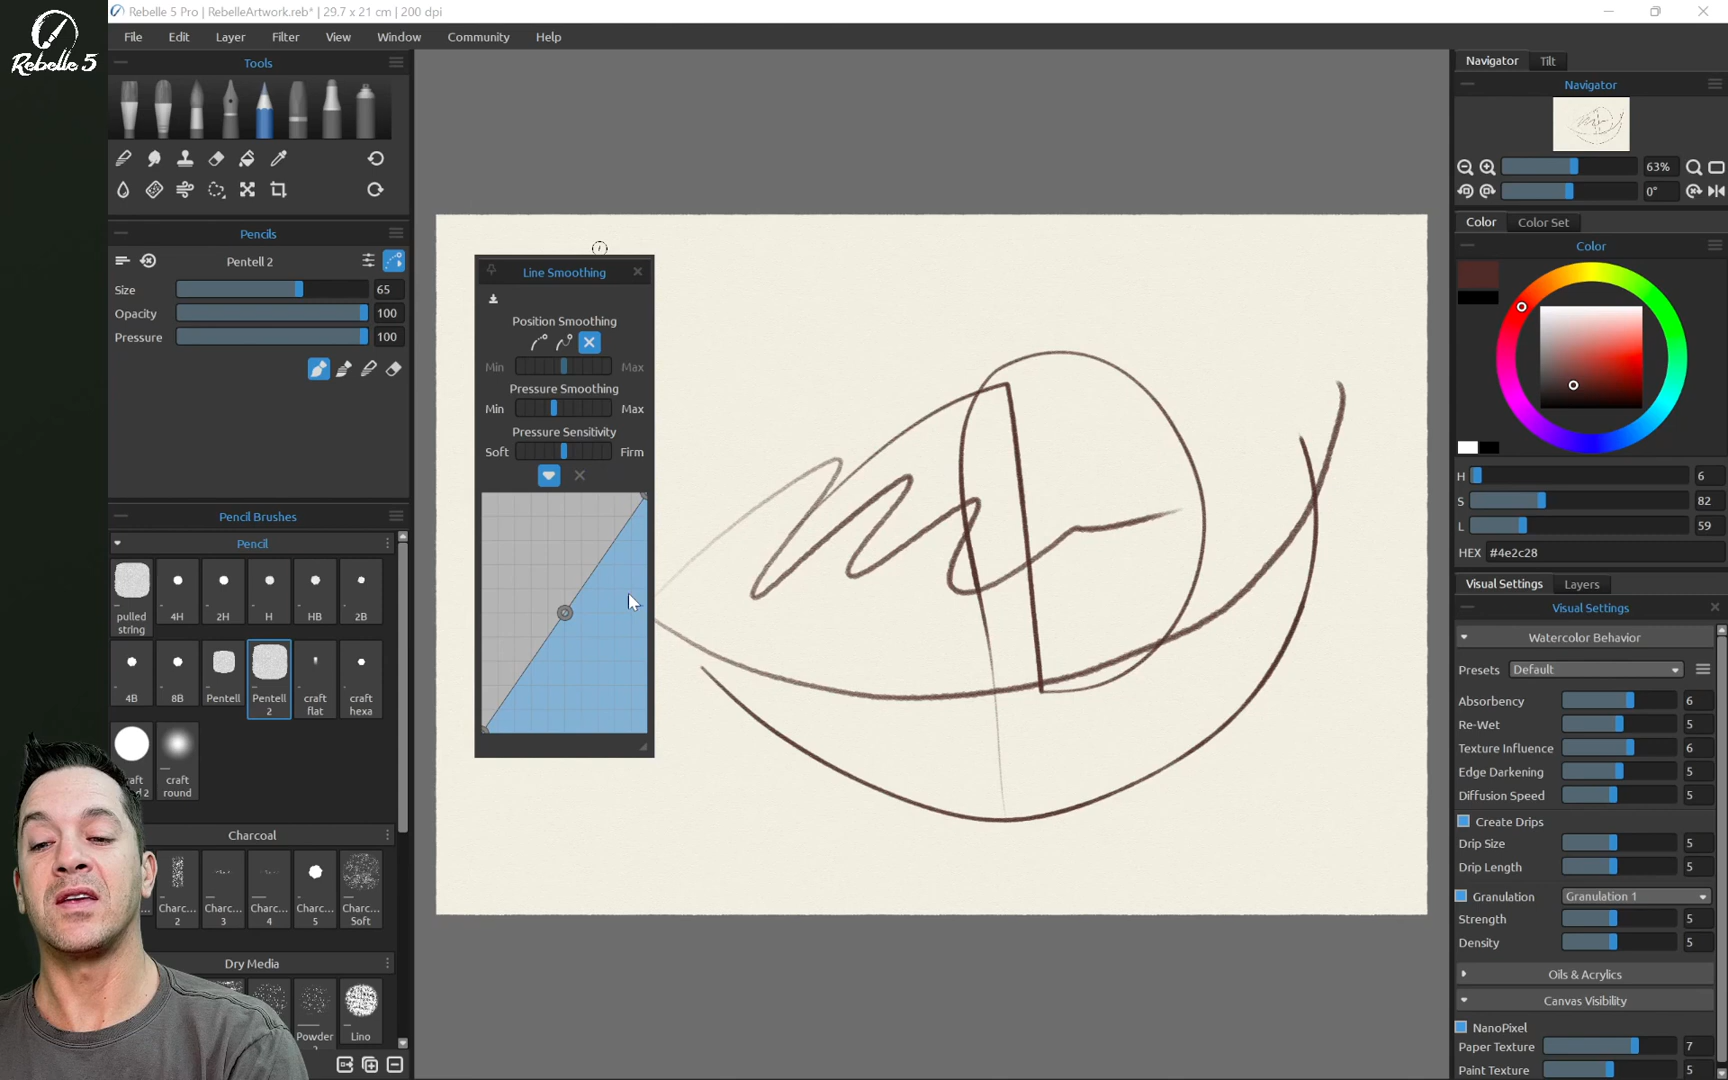 Rebelle 5
Rebelle 5 Pro | RebelleArtwork.reb* | 29.7 x 21 cm | 200 dpi
File Edit Layer Filter View Window Community Help
Tools
Pencils
Pentell 2
Size 65
Opacity 100
Pressure 100
Pencil Brushes
Pencil
pulled string
4H
2H
H
HB
2B
4B
8B
Pentell
Pentell 2
craft flat
craft hexa
craft round
Charcoal
Charc... 2
Charc... 3
Charc... 4
Charc... 5
Charc... Soft
Dry Media
Powder
Lino
Line Smoothing
Position Smoothing
Min Max
Pressure Smoothing
Min Max
Pressure Sensitivity
Soft Firm
Navigator Tilt
Navigator
63%
0°
Color Color Set
Color
H 6
S 82
L 59
HEX #4e2c28
Visual Settings Layers
Visual Settings
Watercolor Behavior
Presets Default
Absorbency 6
Re-Wet 5
Texture Influence 6
Edge Darkening 5
Diffusion Speed 5
Create Drips
Drip Size 5
Drip Length 5
Granulation Granulation 1
Strength 5
Density 5
Oils & Acrylics
Canvas Visibility
NanoPixel
Paper Texture 7
Paint Texture 5